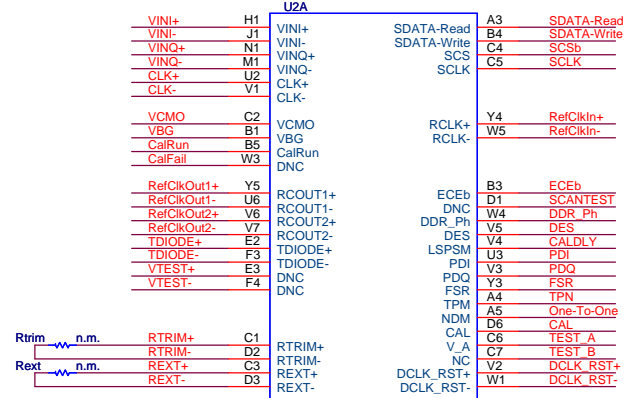 U2A
VINI+ H1 VINI+ SDATA-Read A3 SDATA-Read
VINI- J1 VINI- SDATA-Write B4 SDATA-Write
VINQ+ N1 VINQ+ SCS C4 SCSb
VINQ- M1 VINQ- SCLK C5 SCLK
CLK+ U2 CLK+
CLK- V1 CLK-
VCMO C2 VCMO RCLK+ Y4 RefClkIn+
VBG B1 VBG RCLK- W5 RefClkIn-
CalRun B5 CalRun
CalFail W3 DNC
RefClkOut1+ Y5 RCOUT1+ ECEb B3 ECEb
RefClkOut1- U6 RCOUT1- DNC D1 SCANTEST
RefClkOut2+ V6 RCOUT2+ DDR_Ph W4 DDR_Ph
RefClkOut2- V7 RCOUT2- DES V5 DES
TDIODE+ E2 TDIODE+ LSPSM V4 CALDLY
TDIODE- F3 TDIODE- PDI U3 PDI
VTEST+ E3 DNC PDQ V3 PDQ
VTEST- F4 DNC FSR Y3 FSR
TPM A4 TPN
NDM A5 One-To-One
CAL D6 CAL
Rtrim n.m. RTRIM+ C1 RTRIM+ V_A C6 TEST_A
RTRIM- D2 RTRIM- NC C7 TEST_B
Rext n.m. REXT+ C3 REXT+ DCLK_RST+ V2 DCLK_RST+
REXT- D3 REXT- DCLK_RST- W1 DCLK_RST-